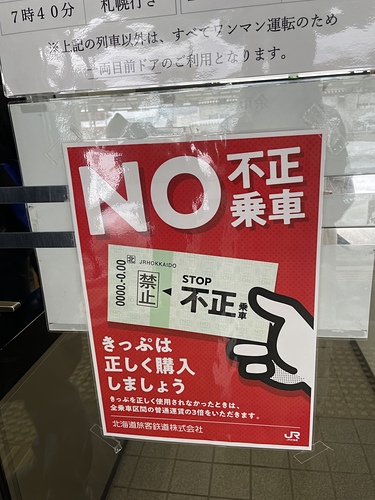 7時40分 札幌行き
※上記の列車以外は、すべてワンマン運転のため
一両目前ドアのご利用となります。
NO 不正
乗車
北 JRHOKKAIDO
0000-0.00
禁止
STOP
不正乗車
きっぷは
正しく購入
しましょう
きっぷを正しく使用されなかったときは、
全乗車区間の普通運賃の3倍をいただきます。
北海道旅客鉄道株式会社
JR